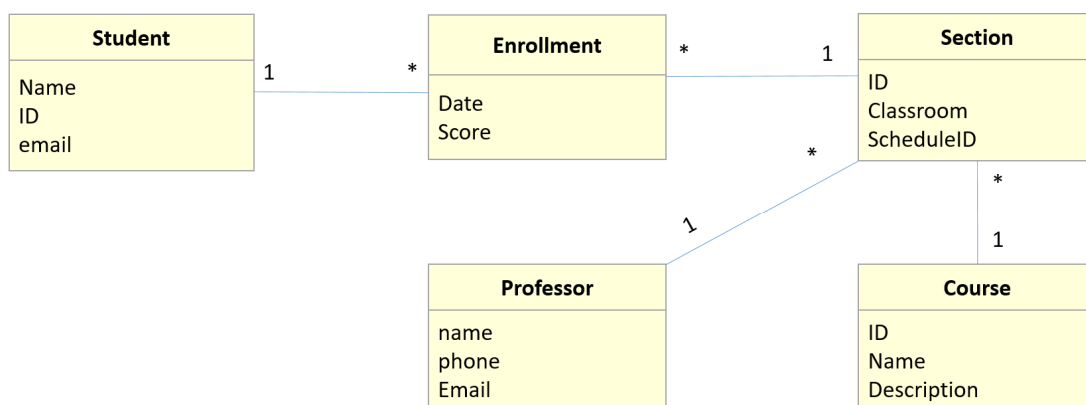 Student
Name
ID
email
1
*
Enrollment
Date
Score
*
1
Section
ID
Classroom
ScheduleID
*
1
*
1
Professor
name
phone
Email
Course
ID
Name
Description